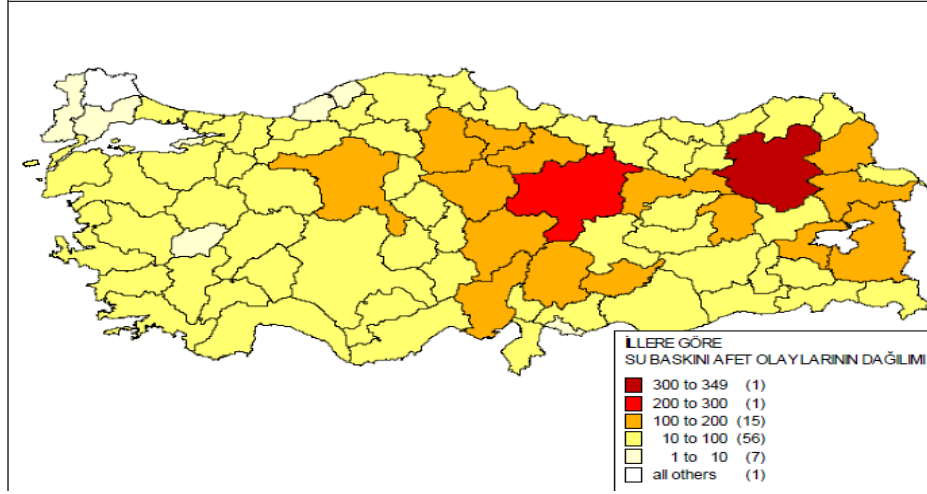 İLLERE GÖRE
SU BASKINI AFET OLAYLARININ DAĞILIMI
300 to 349 (1)
200 to 300 (1)
100 to 200 (15)
10 to 100 (56)
1 to 10 (7)
all others (1)